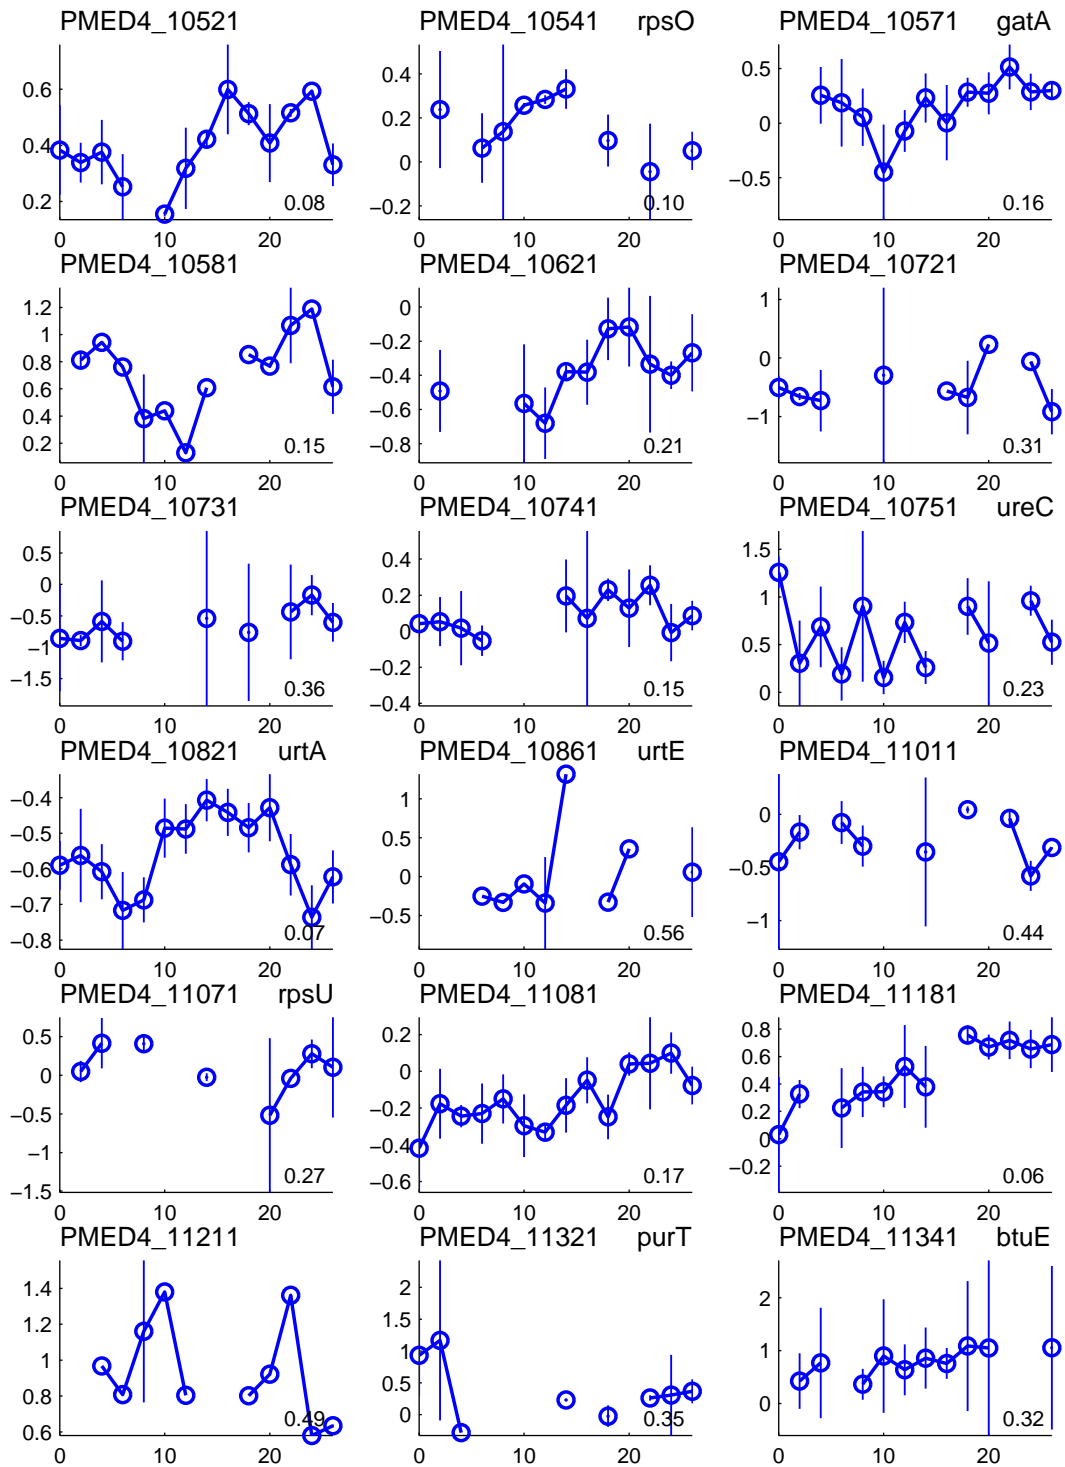 PMED4_10521 PMED4_10541 rpsO PMED4_10571 gatA
0.6 0.4 0.2 0.08 0 20
0.4 0.2 0 −0.2 0.10 0 10 20
0.5 0 −0.5 0.16 0 10 20
PMED4_10581 PMED4_10621 PMED4_10721
1.2 1 0.8 0.6 0.4 0.2 0.15 0 10 20
0 −0.2 −0.4 −0.6 −0.8 0.21 0 10 20
1 0 −1 0.31 0 10 20
PMED4_10731 PMED4_10741 PMED4_10751 ureC
0.5 0 −0.5 −1 −1.5 0.36 0 10 20
0.4 0.2 0 −0.2 −0.4 0.15 0 10 20
1.5 1 0.5 0 0.23 0 10 20
PMED4_10821 urtA PMED4_10861 urtE PMED4_11011
−0.4 −0.5 −0.6 −0.7 −0.8 0.07 0 10 20
1 0.5 0 −0.5 0.56 0 10 20
0 −0.5 −1 0.44 0 10 20
PMED4_11071 rpsU PMED4_11081 PMED4_11181
0.5 0 −0.5 −1 −1.5 0.27 0 10 20
0.2 0 −0.2 −0.4 −0.6 0.17 0 10 20
0.8 0.6 0.4 0.2 0 −0.2 0.06 0 10 20
PMED4_11211 PMED4_11321 purT PMED4_11341 btuE
1.4 1.2 1 0.8 0.6 0.49 0 10 20
2 1.5 1 0.5 0 0.35 0 10 20
2 1 0 0.32 0 10 20